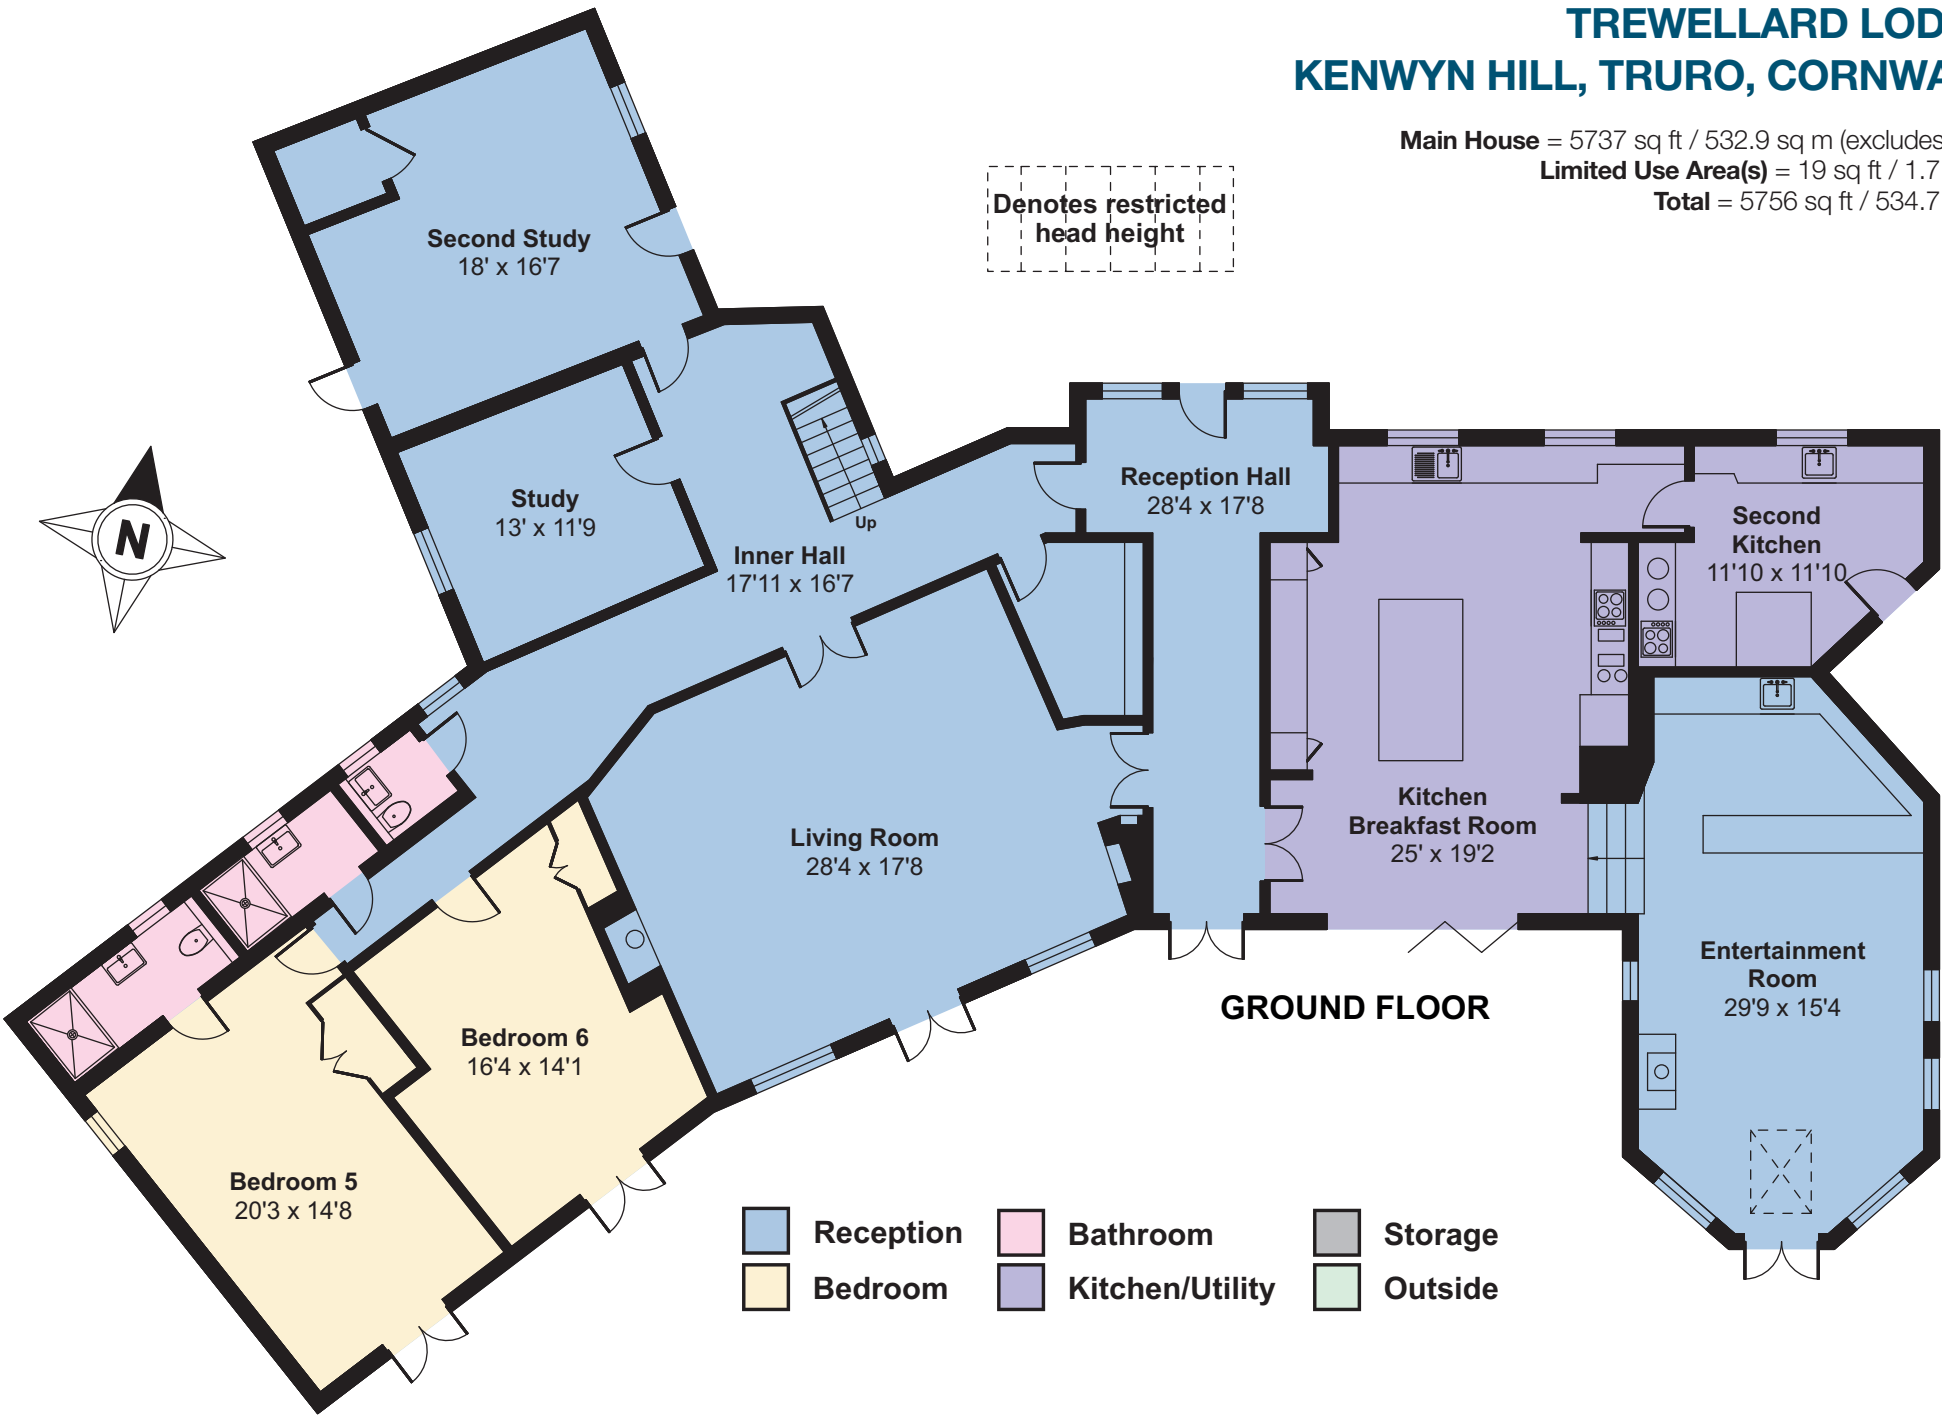 TREWELLARD LOD
KENWYN HILL, TRURO, CORNWA
Main House = 5737 sq ft / 532.9 sq m (excludes
Limited Use Area(s) = 19 sq ft / 1.7
Total = 5756 sq ft / 534.7
Denotes restricted
head height
Second Study
18' x 16'7
Study
13' x 11'9
Up
Inner Hall
17'11 x 16'7
Reception Hall
28'4 x 17'8
Second
Kitchen
11'10 x 11'10
N
Living Room
28'4 x 17'8
Kitchen
Breakfast Room
25' x 19'2
Entertainment
Room
29'9 x 15'4
GROUND FLOOR
Bedroom 6
16'4 x 14'1
Bedroom 5
20'3 x 14'8
Reception
Bathroom
Storage
Bedroom
Kitchen/Utility
Outside